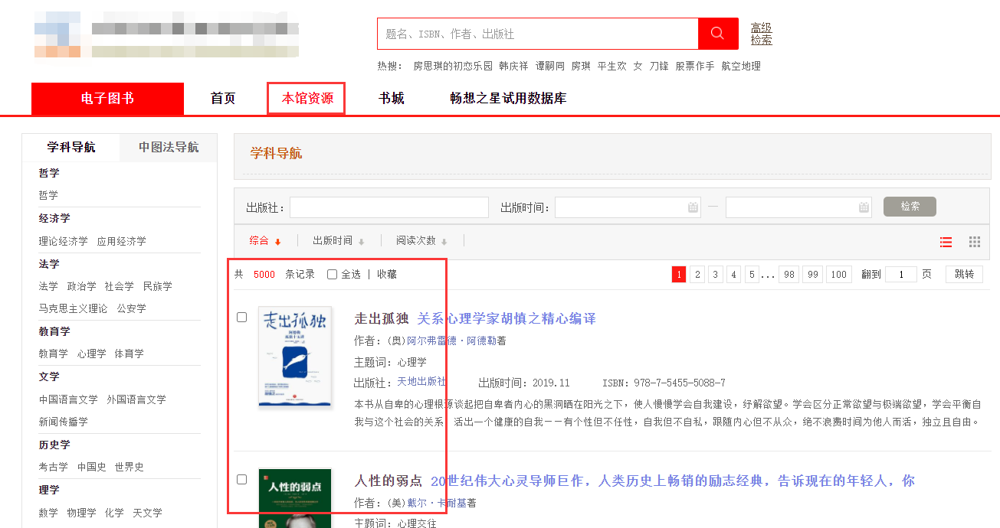 题名、ISBN、作者、出版社
高级
检索
热搜： 房思琪的初恋乐园 韩庆祥 谭嗣同 房琪 平生欢 女 刀锋 股票作手 航空地理
电子图书 首页 本馆资源 书城 畅想之星试用数据库
学科导航 中图法导航
哲学
哲学
经济学
理论经济学 应用经济学
法学
法学 政治学 社会学 民族学
马克思主义理论 公安学
教育学
教育学 心理学 体育学
文学
中国语言文学 外国语言文学
新闻传播学
历史学
考古学 中国史 世界史
理学
数学 物理学 化学 天文学
学科导航
出版社： 出版时间： — 检索
综合 出版时间 阅读次数
共 5000 条记录 全选 | 收藏
1 2 3 4 5 ... 98 99 100 翻到 1 页 跳转
走出孤独
走出孤独 关系心理学家胡慎之精心编译
作者：(奥)阿尔弗雷德·阿德勒著
主题词：心理学
出版社：天地出版社 出版时间：2019.11 ISBN：978-7-5455-5088-7
本书从自卑的心理根源谈起把自卑者内心的黑洞晒在阳光之下，使人慢慢学会自我建设，纾解欲望。学会区分正常欲望与极端欲望，学会平衡自
我与这个社会的关系，活出一个健康的自我——有个性但不任性，自我但不自私，跟随内心但不从众，绝不浪费时间为他人而活，独立且自由。
人性的弱点
人性的弱点 20世纪伟大心灵导师巨作，人类历史上畅销的励志经典，告诉现在的年轻人，你
作者：(美)戴尔·卡耐基著
主题词：心理交往